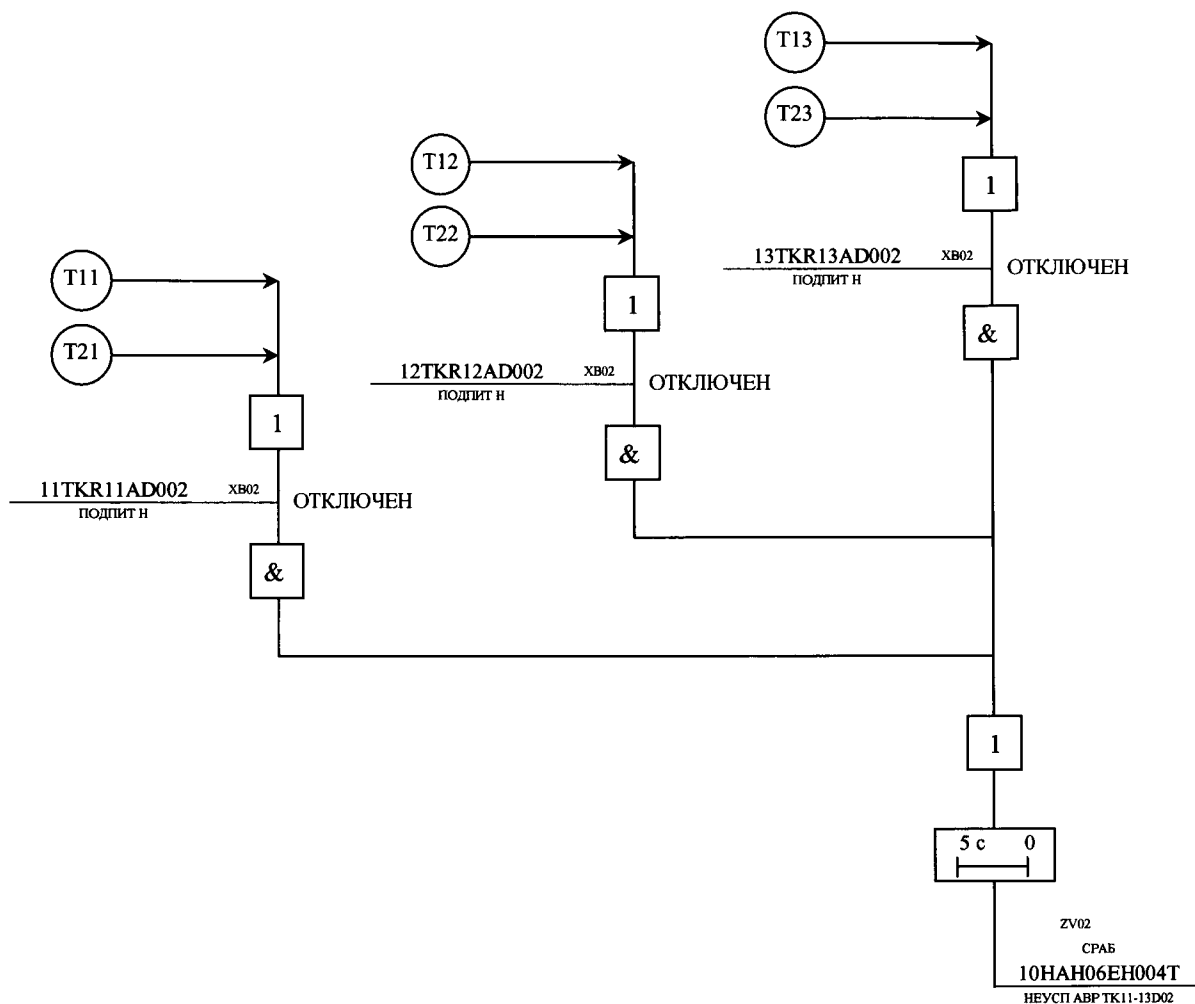 T13
T23
1
13TKR13AD002 XB02 ОТКЛЮЧЕН
ПОДПИТ Н
&
T12
T22
1
12TKR12AD002 XB02 ОТКЛЮЧЕН
ПОДПИТ Н
&
T11
T21
1
11TKR11AD002 XB02 ОТКЛЮЧЕН
ПОДПИТ Н
&
1
5 с 0
ZV02
СРАБ
10HAH06EH004T
НЕУСП АВР TK11-13D02